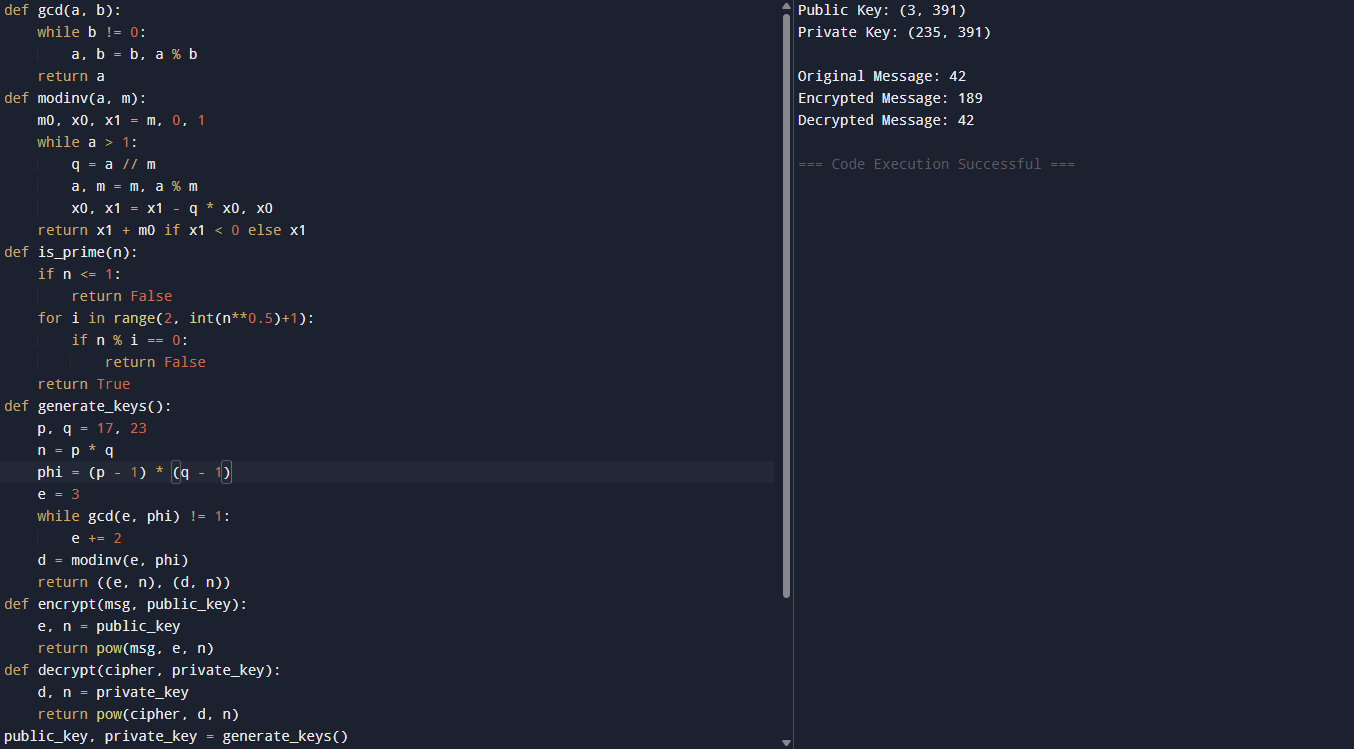 def gcd(a, b):
    while b != 0:
        a, b = b, a % b
    return a
def modinv(a, m):
    m0, x0, x1 = m, 0, 1
    while a > 1:
        q = a // m
        a, m = m, a % m
        x0, x1 = x1 - q * x0, x0
    return x1 + m0 if x1 < 0 else x1
def is_prime(n):
    if n <= 1:
        return False
    for i in range(2, int(n**0.5)+1):
        if n % i == 0:
            return False
    return True
def generate_keys():
    p, q = 17, 23
    n = p * q
    phi = (p - 1) * (q - 1)
    e = 3
    while gcd(e, phi) != 1:
        e += 2
    d = modinv(e, phi)
    return ((e, n), (d, n))
def encrypt(msg, public_key):
    e, n = public_key
    return pow(msg, e, n)
def decrypt(cipher, private_key):
    d, n = private_key
    return pow(cipher, d, n)
public_key, private_key = generate_keys()
Public Key: (3, 391)
Private Key: (235, 391)
Original Message: 42
Encrypted Message: 189
Decrypted Message: 42
=== Code Execution Successful ===